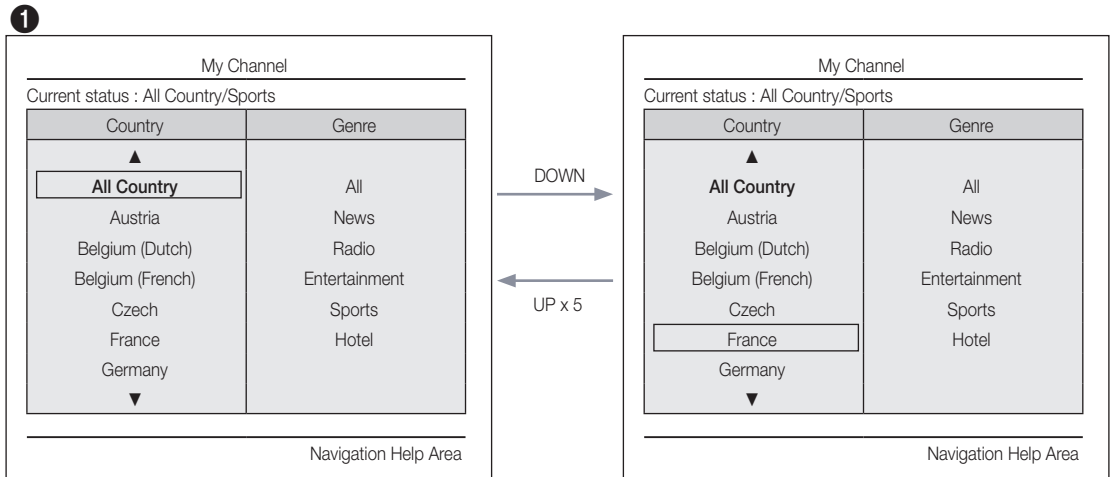 ❶
My Channel
Current status : All Country/Sports
Country Genre
▲
All Country All
Austria News
Belgium (Dutch) Radio
Belgium (French) Entertainment
Czech Sports
France Hotel
Germany
▼
Navigation Help Area
DOWN
UP x 5
My Channel
Current status : All Country/Sports
Country Genre
▲
All Country All
Austria News
Belgium (Dutch) Radio
Belgium (French) Entertainment
Czech Sports
France Hotel
Germany
▼
Navigation Help Area